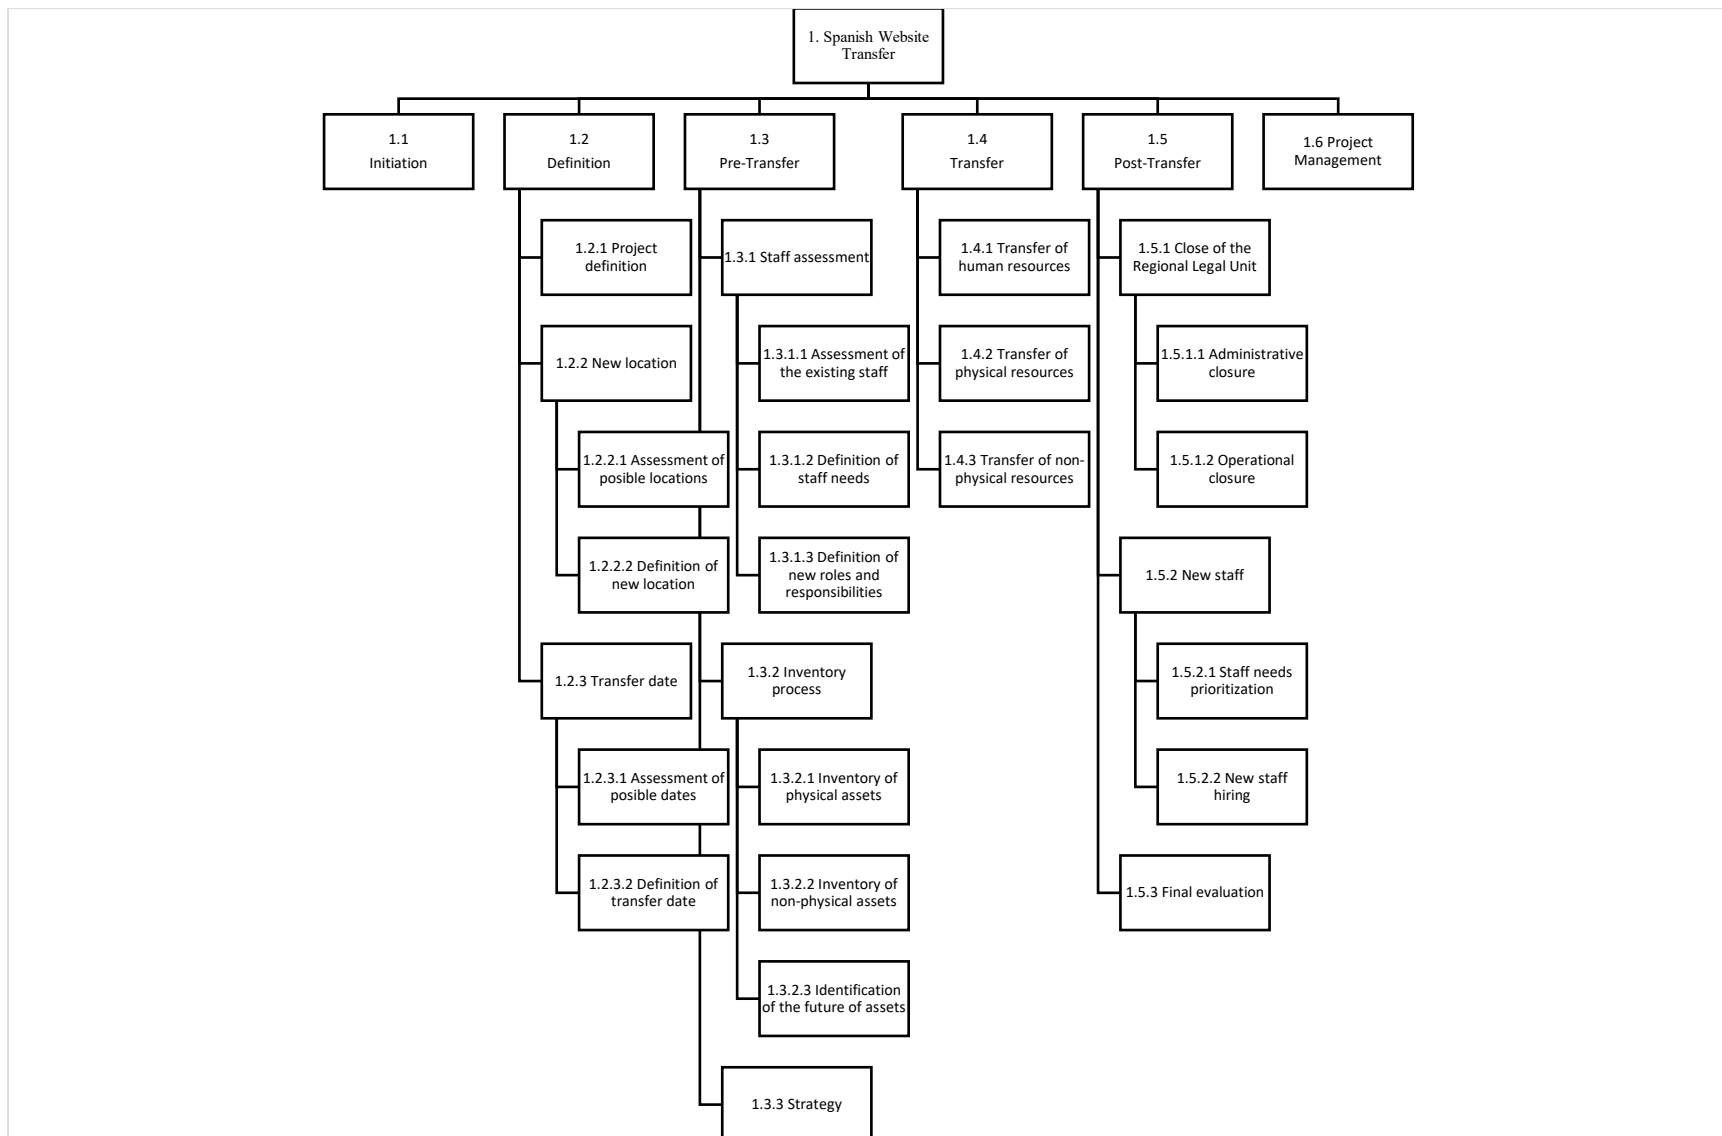 1. Spanish Website
Transfer
1.1
Initiation
1.2
Definition
1.3
Pre-Transfer
1.4
Transfer
1.5
Post-Transfer
1.6 Project
Management
1.2.1 Project
definition
1.2.2 New location
1.2.2.1 Assessment of
posible locations
1.2.2.2 Definition of
new location
1.2.3 Transfer date
1.2.3.1 Assessment of
posible dates
1.2.3.2 Definition of
transfer date
1.3.1 Staff assessment
1.3.1.1 Assessment of
the existing staff
1.3.1.2 Definition of
staff needs
1.3.1.3 Definition of
new roles and
responsibilities
1.3.2 Inventory
process
1.3.2.1 Inventory of
physical assets
1.3.2.2 Inventory of
non-physical assets
1.3.2.3 Identification
of the future of assets
1.3.3 Strategy
1.4.1 Transfer of
human resources
1.4.2 Transfer of
physical resources
1.4.3 Transfer of non-
physical resources
1.5.1 Close of the
Regional Legal Unit
1.5.1.1 Administrative
closure
1.5.1.2 Operational
closure
1.5.2 New staff
1.5.2.1 Staff needs
prioritization
1.5.2.2 New staff
hiring
1.5.3 Final evaluation